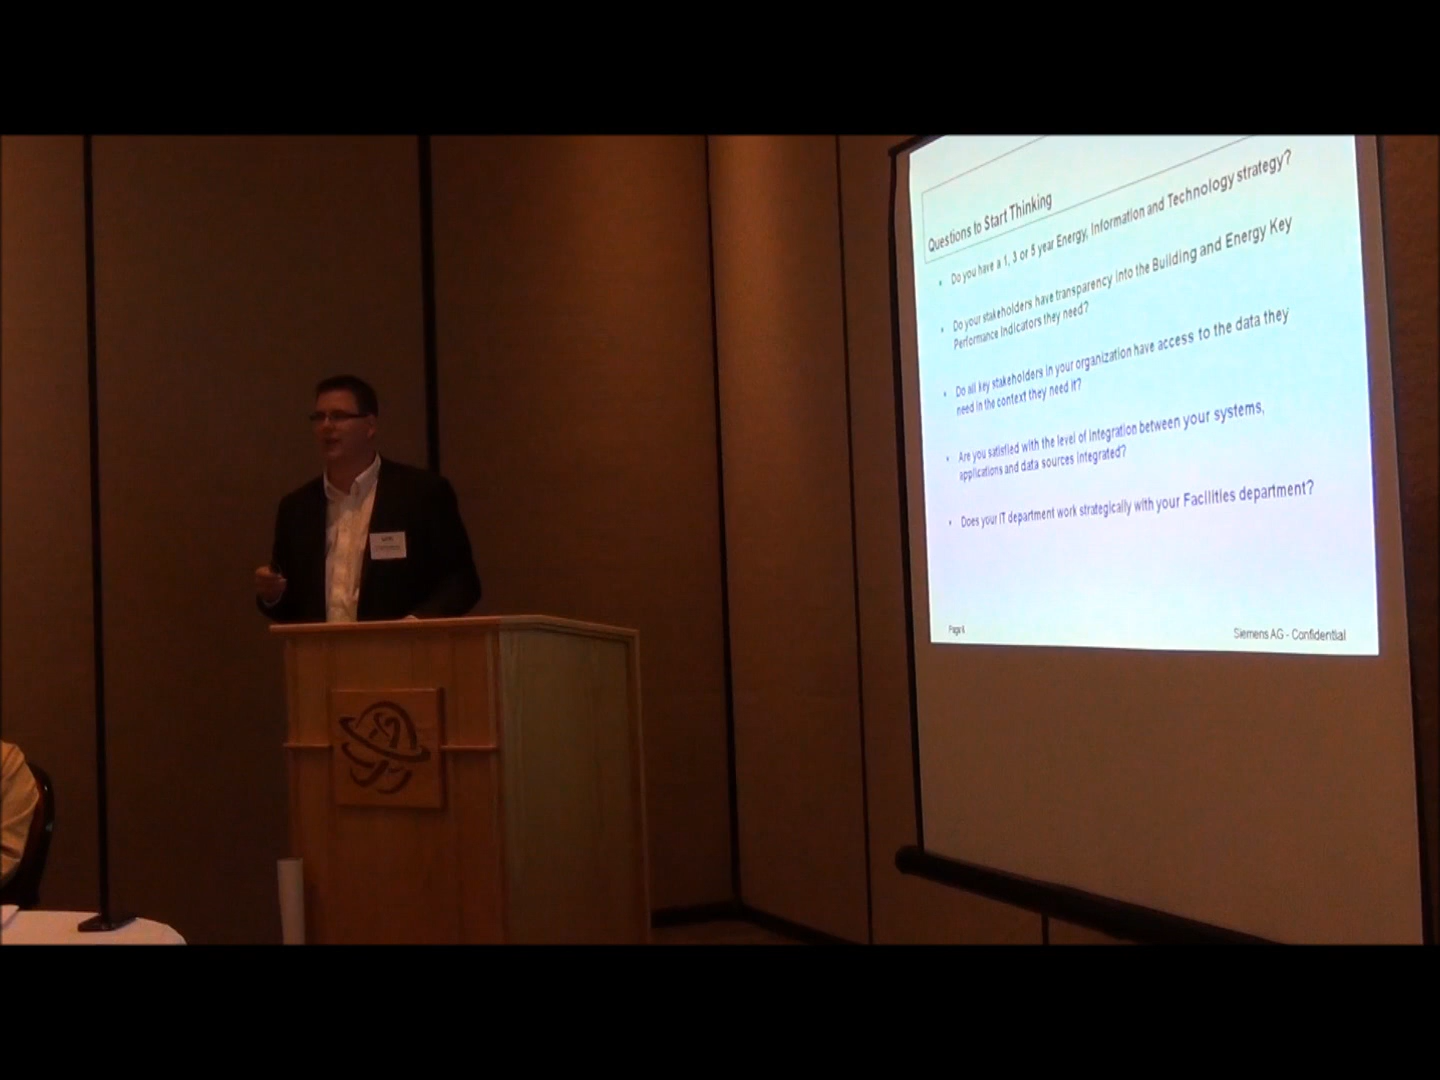 Questions to Start Thinking
• Do you have a 1, 3 or 5 year Energy, Information and Technology strategy?
• Do your stakeholders have transparency into the Building and Energy Key
Performance Indicators they need?
• Do all key stakeholders in your organization have access to the data they
need in the context they need it?
• Are you satisfied with the level of integration between your systems,
applications and data sources integrated?
• Does your IT department work strategically with your Facilities department?
Page 6
Siemens AG - Confidential